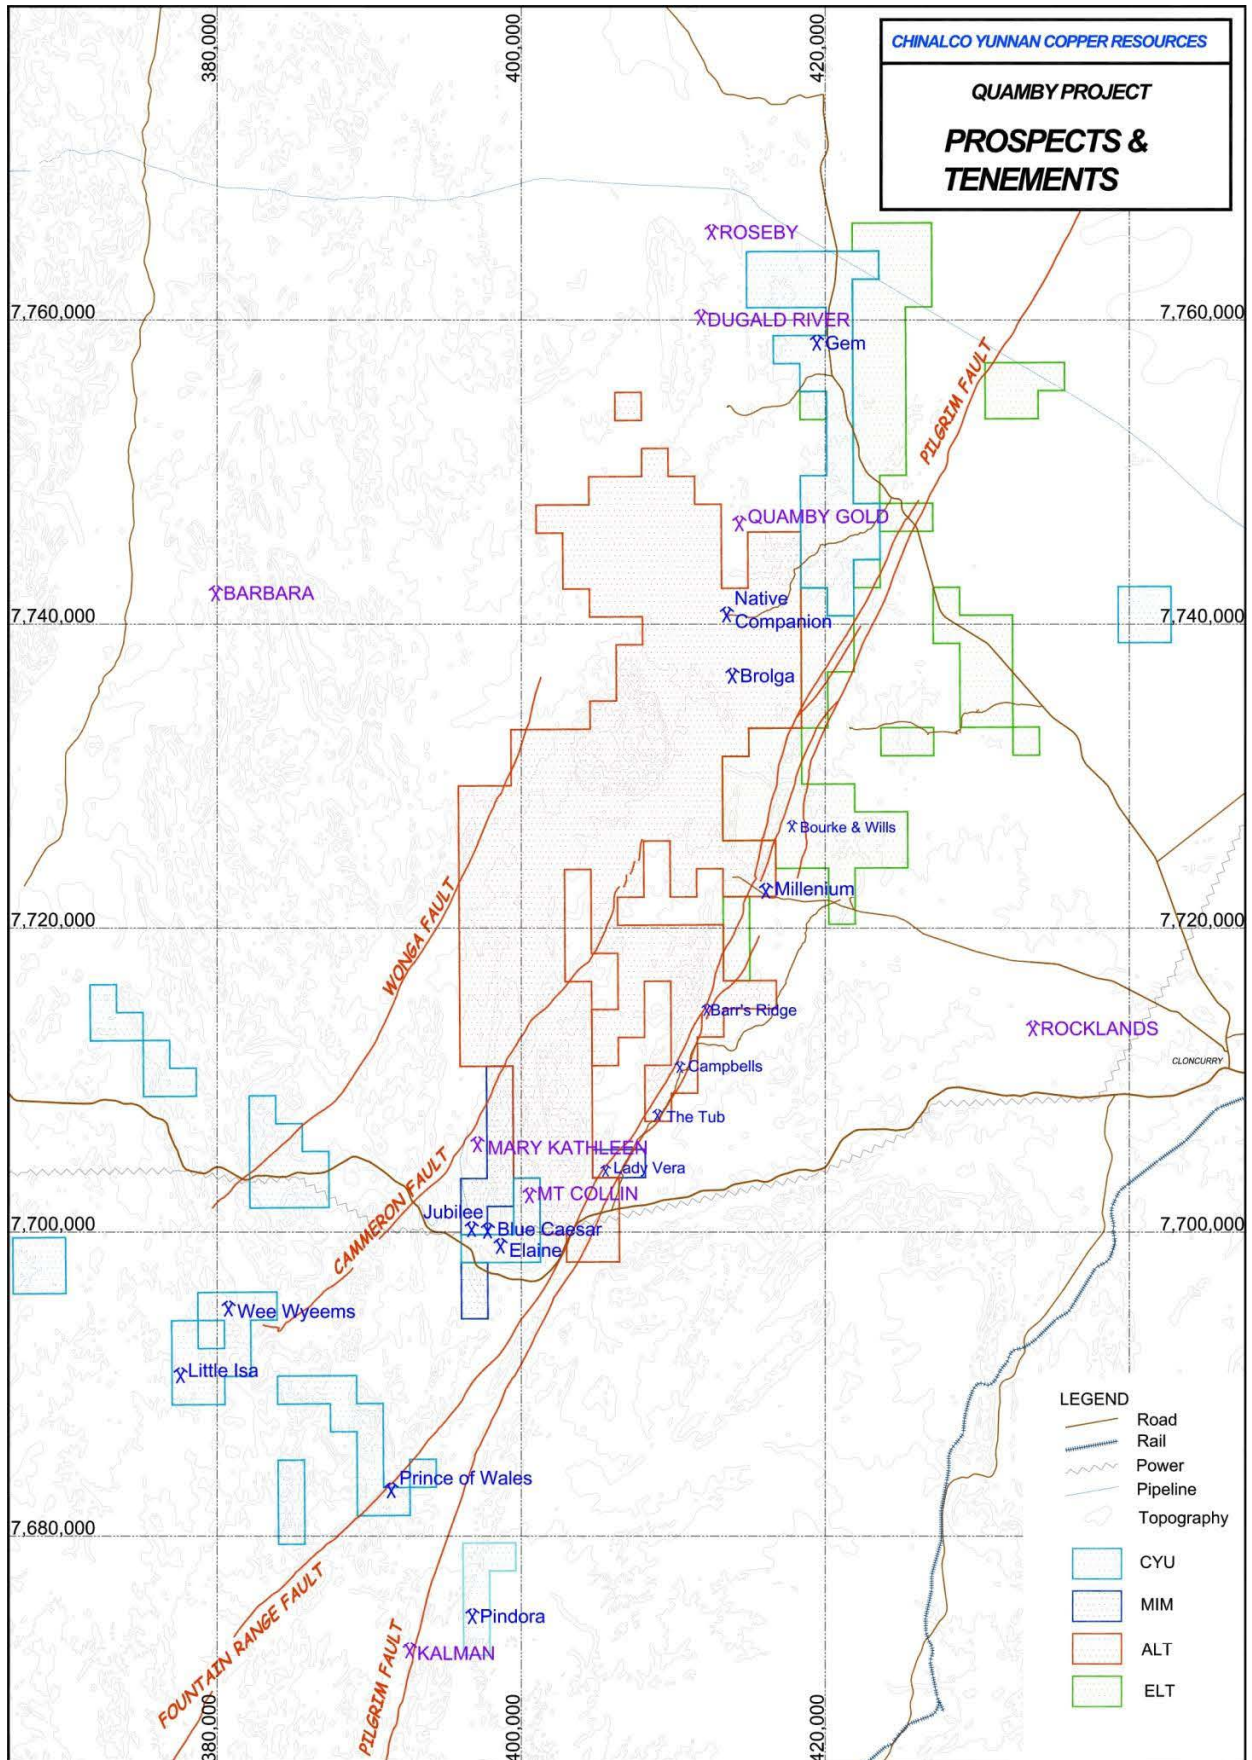 380,000
400,000
420,000
CHINALCO YUNNAN COPPER RESOURCES
QUAMBY PROJECT
PROSPECTS &
TENEMENTS
ROSEBY
7,760,000
DUGALD RIVER
7,760,000
Gem
PILGRIM FAULT
QUAMBY GOLD
BARBARA
Native
Companion
7,740,000
7,740,000
Brolga
Bourke & Wills
Millenium
WONGA FAULT
7,720,000
7,720,000
Barr's Ridge
ROCKLANDS
CLONCURRY
Campbells
The Tub
MARY KATHLEEN
Lady Vera
CAMMERON FAULT
MT COLLIN
Jubilee
7,700,000
Blue Caesar
7,700,000
Elaine
Wee Wyeems
Little Isa
Prince of Wales
7,680,000
FOUNTAIN RANGE FAULT
Pindora
KALMAN
PILGRIM FAULT
LEGEND
Road
Rail
Power
Pipeline
Topography
CYU
MIM
ALT
ELT
380,000
400,000
420,000